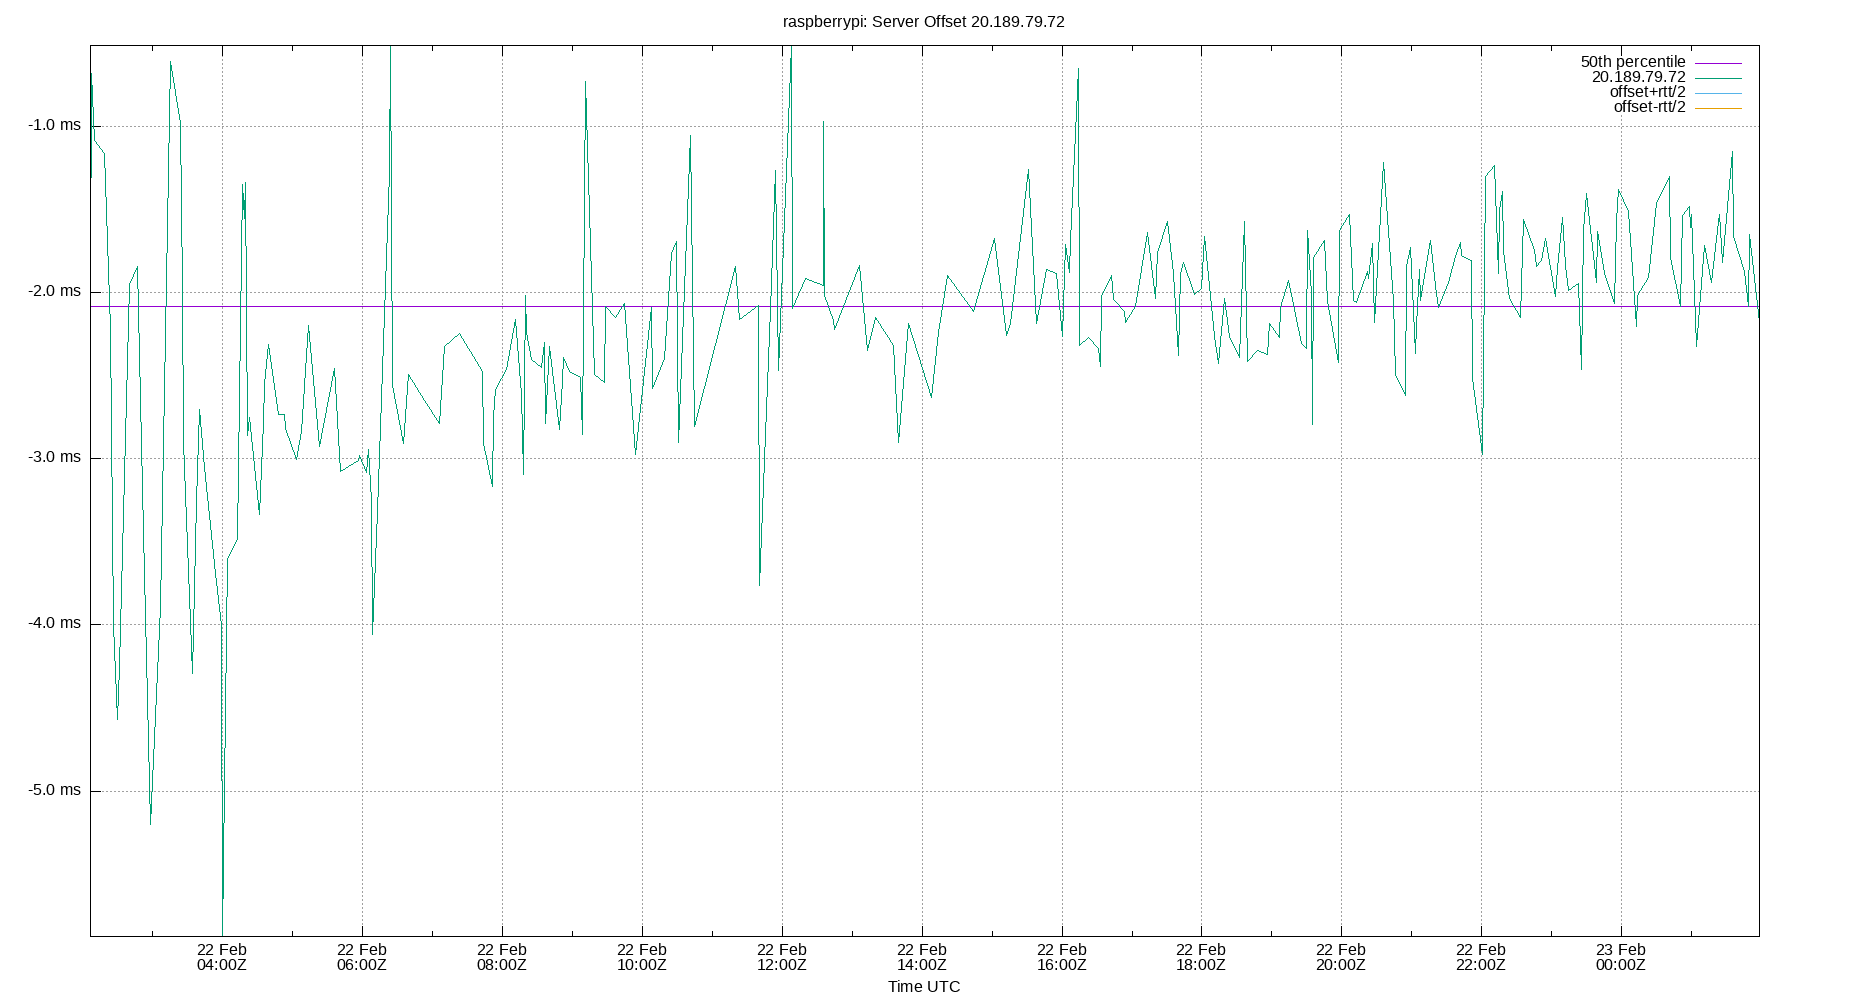 raspberrypi: Server Offset 20.189.79.72
50th percentile
20.189.79.72
offset+rtt/2
offset-rtt/2
-1.0 ms
-2.0 ms
-3.0 ms
-4.0 ms
-5.0 ms
22 Feb 22 Feb 22 Feb 22 Feb 22 Feb 22 Feb 22 Feb 22 Feb 22 Feb 22 Feb 23 Feb
04:00Z 06:00Z 08:00Z 10:00Z 12:00Z 14:00Z 16:00Z 18:00Z 20:00Z 22:00Z 00:00Z
Time UTC